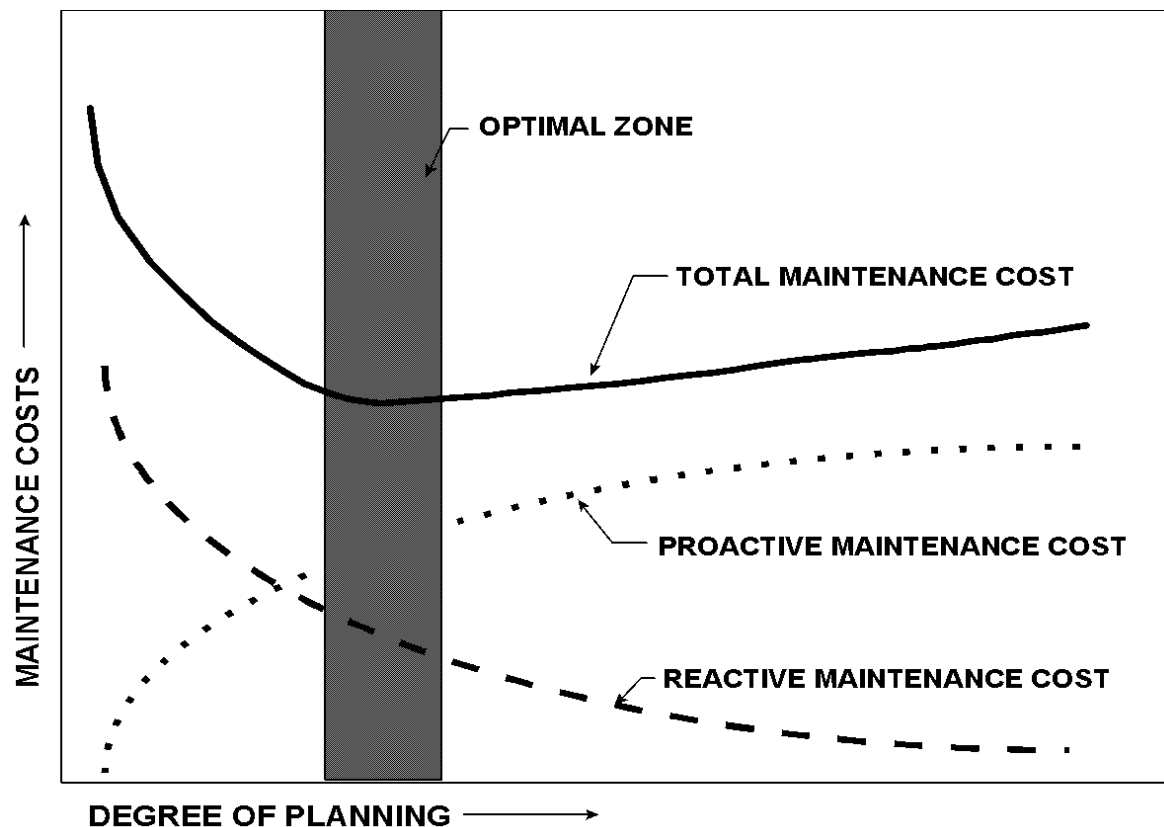 OPTIMAL ZONE
TOTAL MAINTENANCE COST
PROACTIVE MAINTENANCE COST
REACTIVE MAINTENANCE COST
MAINTENANCE COSTS
DEGREE OF PLANNING